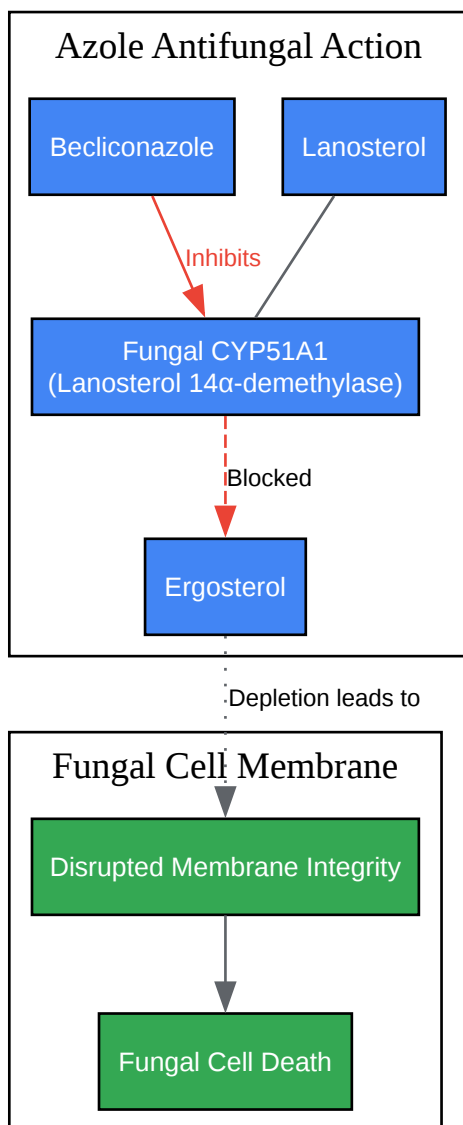 Azole Antifungal Action
Becliconazole
Lanosterol
Inhibits
Fungal CYP51A1
(Lanosterol 14α-demethylase)
Blocked
Ergosterol
Depletion leads to
Fungal Cell Membrane
Disrupted Membrane Integrity
Fungal Cell Death